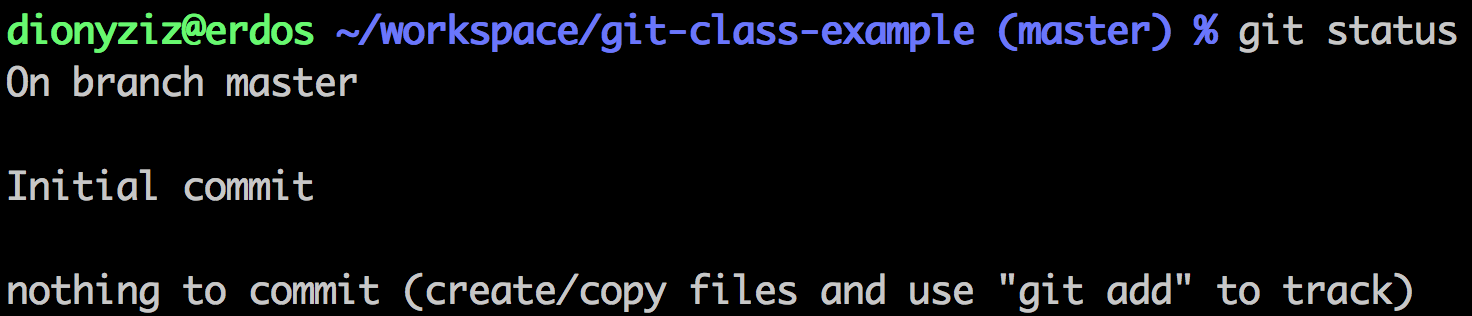 dionyziz@erdos ~/workspace/git-class-example (master) % git status
On branch master
Initial commit
nothing to commit (create/copy files and use "git add" to track)